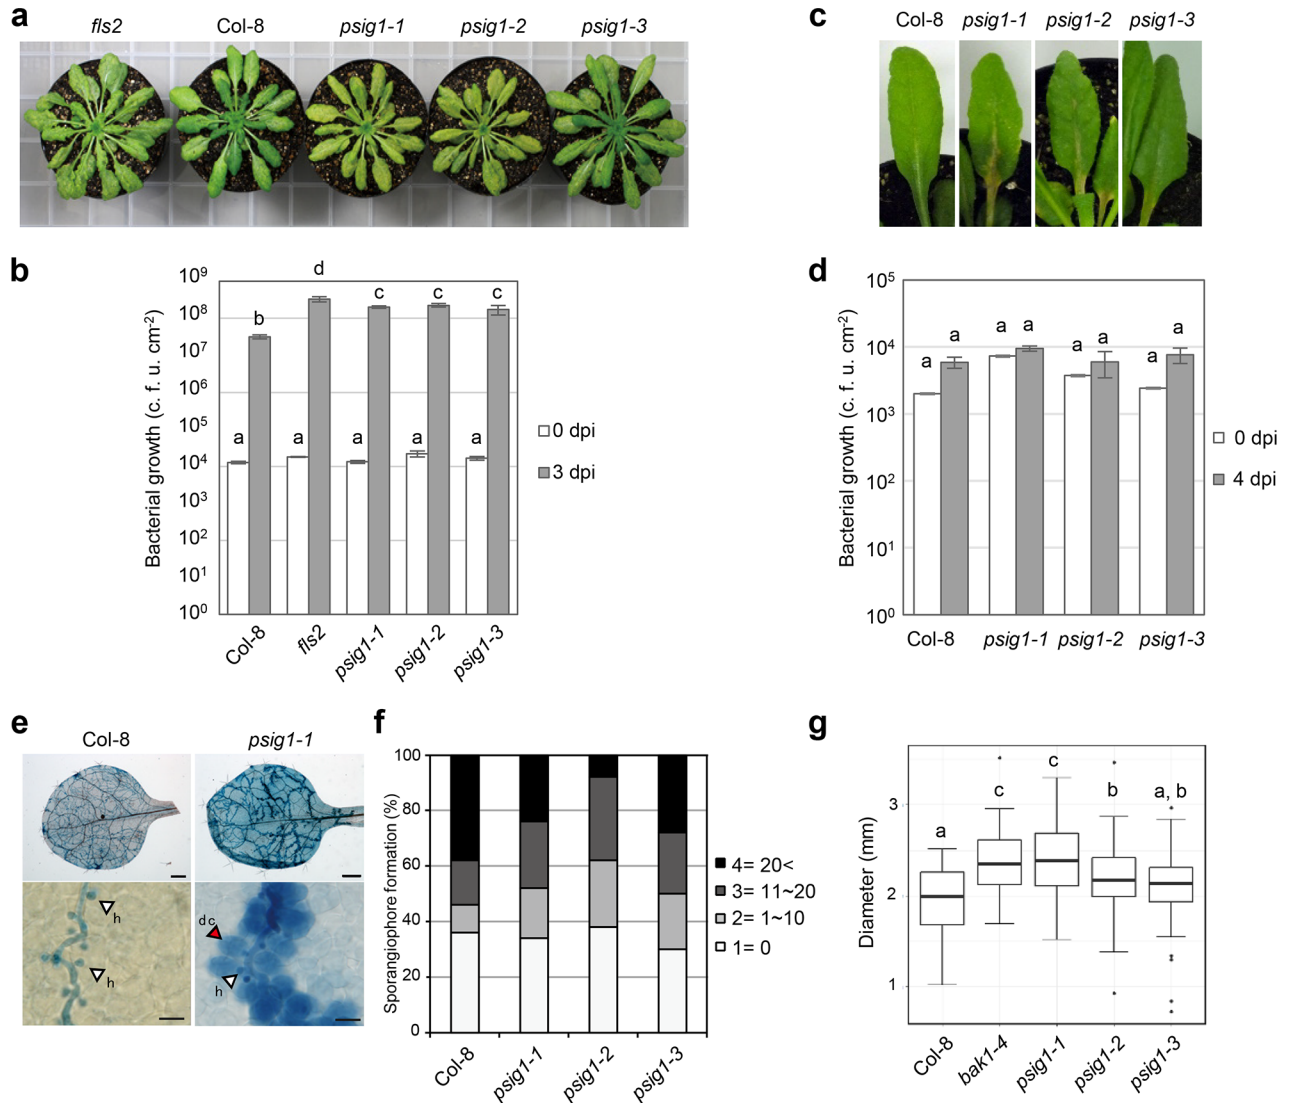 a
fls2 Col-8 psig1-1 psig1-2 psig1-3
c
Col-8 psig1-1 psig1-2 psig1-3
b
Bacterial growth (c. f. u. cm-2)
10⁹
10⁸
10⁷
10⁶
10⁵
10⁴
10³
10²
10¹
10⁰
d
b c c c
a a a a a
0 dpi
3 dpi
Col-8 fls2 psig1-1 psig1-2 psig1-3
d
Bacterial growth (c. f. u. cm-2)
10⁵
10⁴
10³
10²
10¹
10⁰
a a a a a a a a
0 dpi
4 dpi
Col-8 psig1-1 psig1-2 psig1-3
e
Col-8 psig1-1
h
h
d c
h
f
Sporangiophore formation (%)
100
80
60
40
20
0
4= 20<
3= 11~20
2= 1~10
1= 0
Col-8 psig1-1 psig1-2 psig1-3
g
Diameter (mm)
3
2
1
a c c b a, b
Col-8 bak1-4 psig1-1 psig1-2 psig1-3